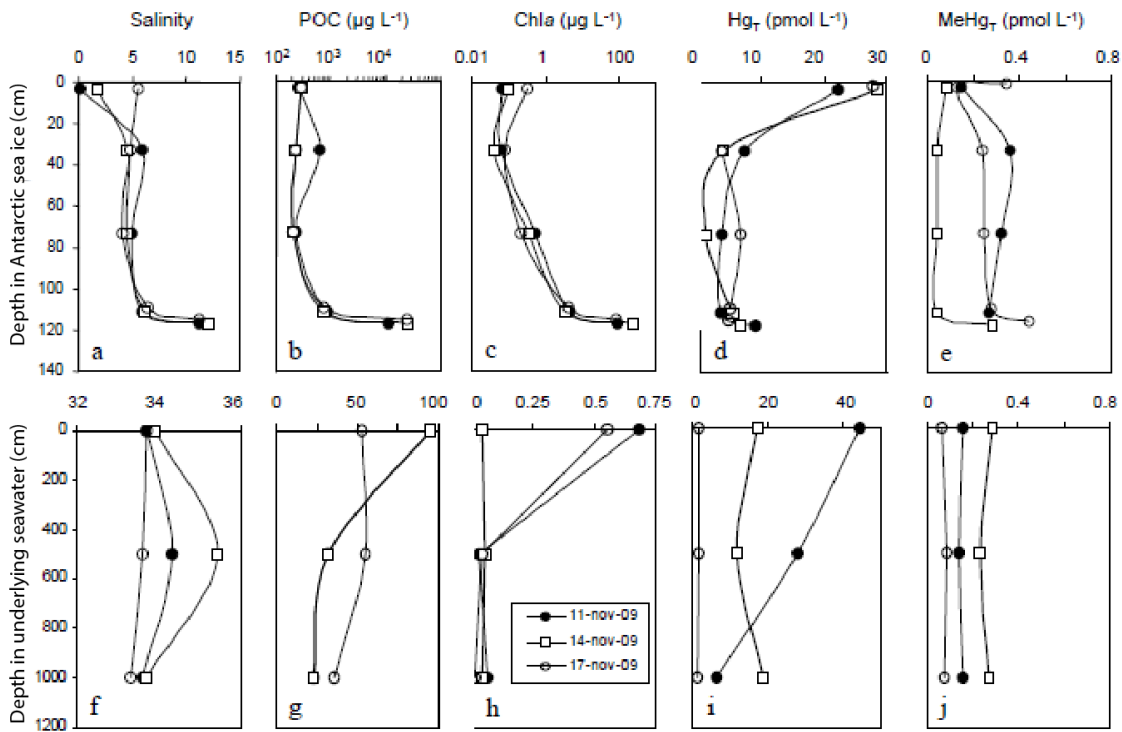 Salinity POC (µg L⁻¹) Chla (µg L⁻¹) Hg_T (pmol L⁻¹) MeHg_T (pmol L⁻¹)
0 5 10 15 10² 10³ 10⁴ 0.01 1 100 0 10 20 30 0 0.4 0.8
Depth in Antarctic sea ice (cm)
0
20
40
60
80
100
120
140
a b c d e
32 34 36 0 50 100 0 0.25 0.5 0.75 0 20 40 0 0.4 0.8
Depth in underlying seawater (cm)
0
200
400
600
800
1000
1200
11-nov-09
14-nov-09
17-nov-09
f g h i j